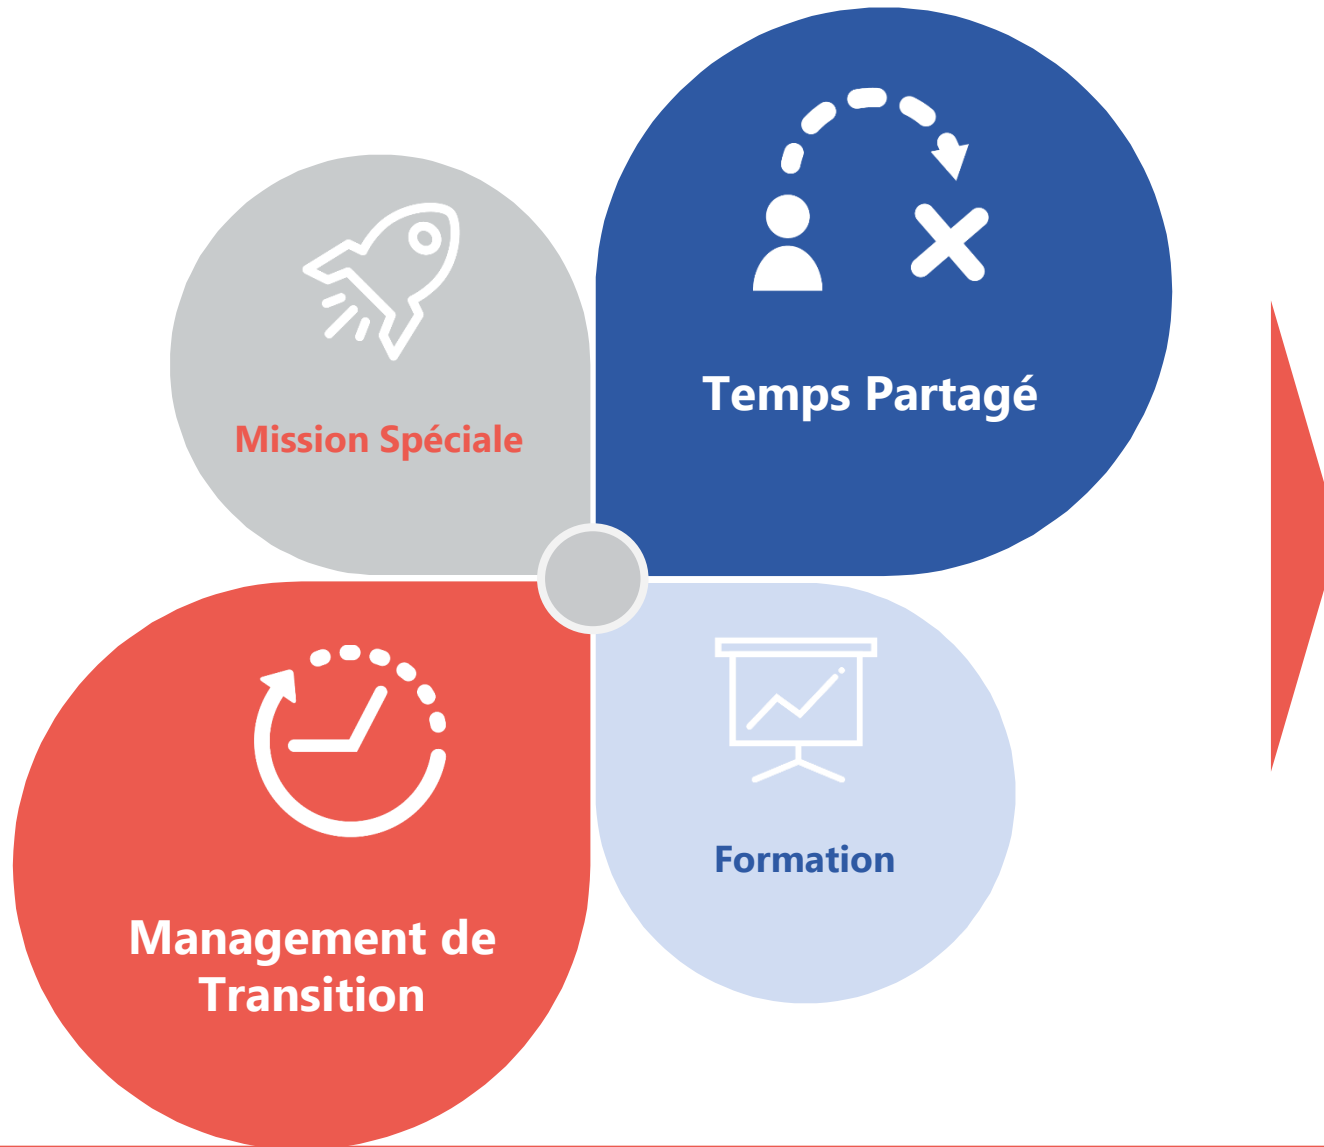 Temps Partagé
Mission Spéciale
Formation
Management de
Transition